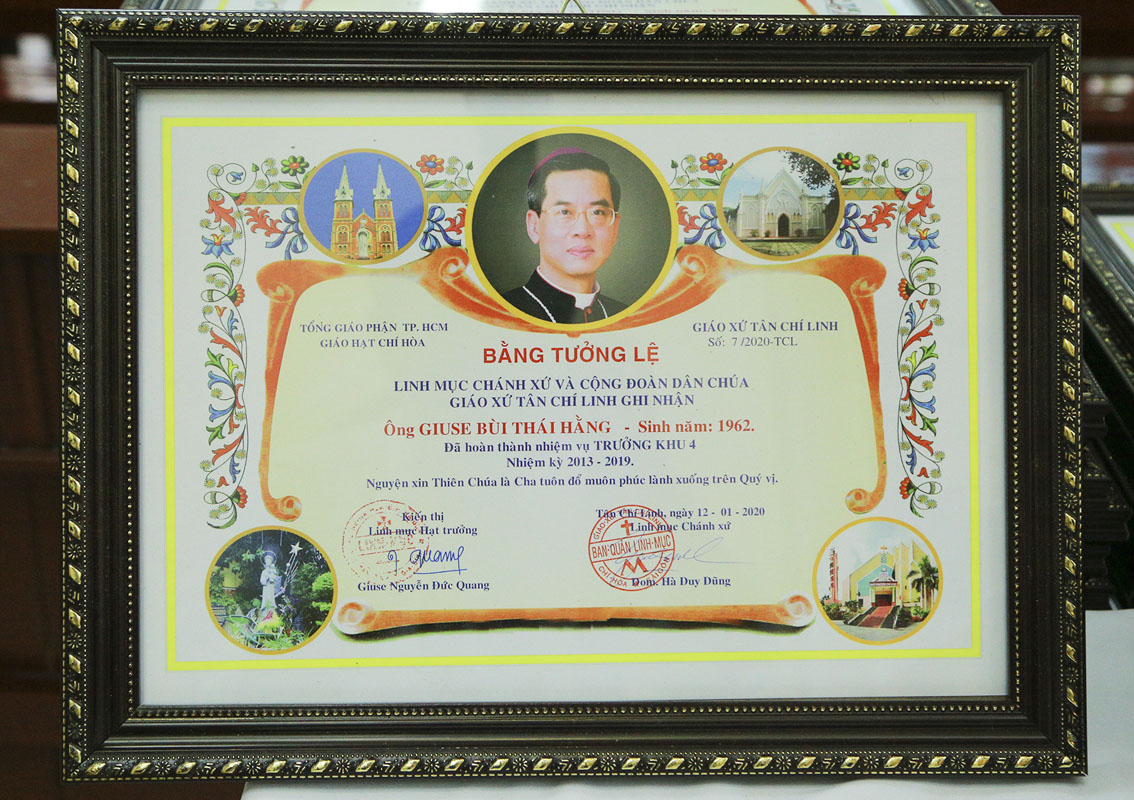 TỔNG GIÁO PHẬN TP. HCM
GIÁO HẠT CHÍ HÒA
GIÁO XỨ TÂN CHÍ LINH
Số: 7 /2020-TCL
BẰNG TƯỞNG LỆ
LINH MỤC CHÁNH XỨ VÀ CỘNG ĐOÀN DÂN CHÚA
GIÁO XỨ TÂN CHÍ LINH GHI NHẬN
Ông GIUSE BÙI THÁI HẰNG - Sinh năm: 1962.
Đã hoàn thành nhiệm vụ TRƯỞNG KHU 4
Nhiệm kỳ 2013 - 2019.
Nguyện xin Thiên Chúa là Cha tuôn đổ muôn phúc lành xuống trên Quý vị.
Kiến thị
Linh mục Hạt trưởng
Quang
Giuse Nguyễn Đức Quang
Tân Chí Linh, ngày 12 - 01 - 2020
Linh mục Chánh xứ
BAN QUẢN LINH MỤC
Dom. Hà Duy Dũng